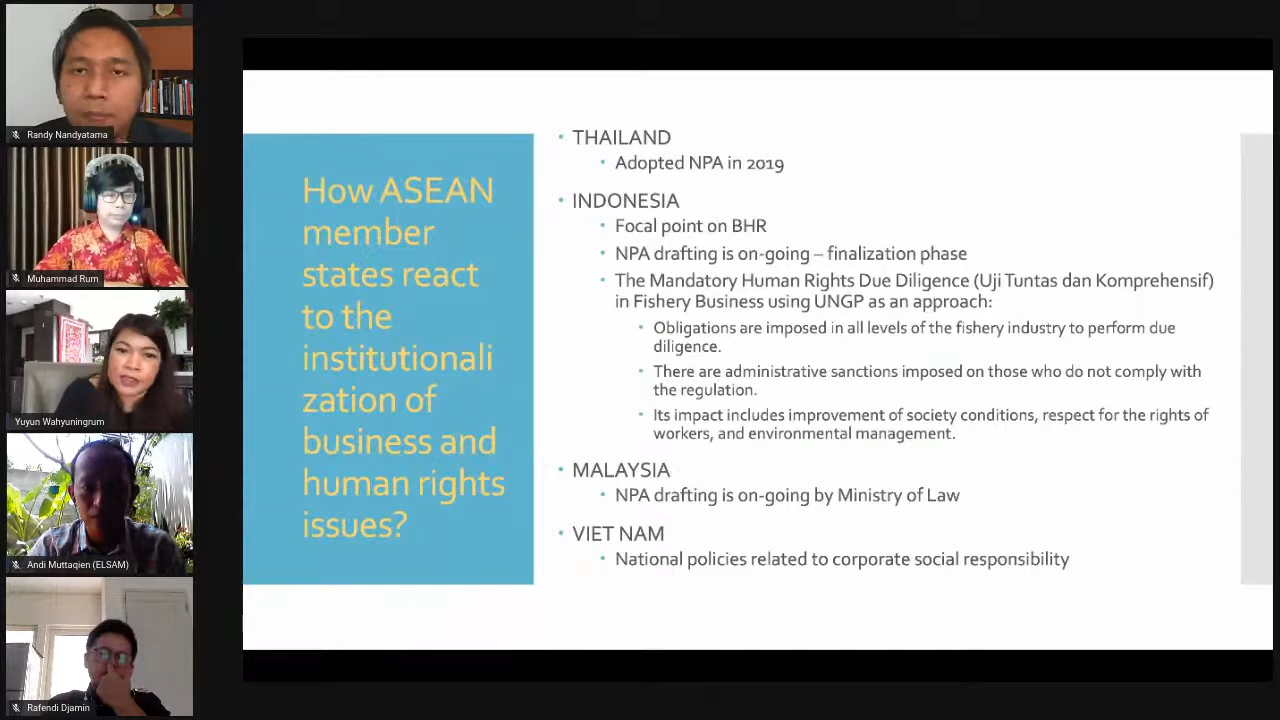 Randy Nandyatama
Muhammad Rum
Yuyun Wahyuningrum
Andi Muttaqien (ELSAM)
Rafendi Djamin
How ASEAN
member
states react
to the
institutionali
zation of
business and
human rights
issues?
• THAILAND
• Adopted NPA in 2019
• INDONESIA
• Focal point on BHR
• NPA drafting is on-going – finalization phase
• The Mandatory Human Rights Due Diligence (Uji Tuntas dan Komprehensif)
in Fishery Business using UNGP as an approach:
• Obligations are imposed in all levels of the fishery industry to perform due
diligence.
• There are administrative sanctions imposed on those who do not comply with
the regulation.
• Its impact includes improvement of society conditions, respect for the rights of
workers, and environmental management.
• MALAYSIA
• NPA drafting is on-going by Ministry of Law
• VIET NAM
• National policies related to corporate social responsibility